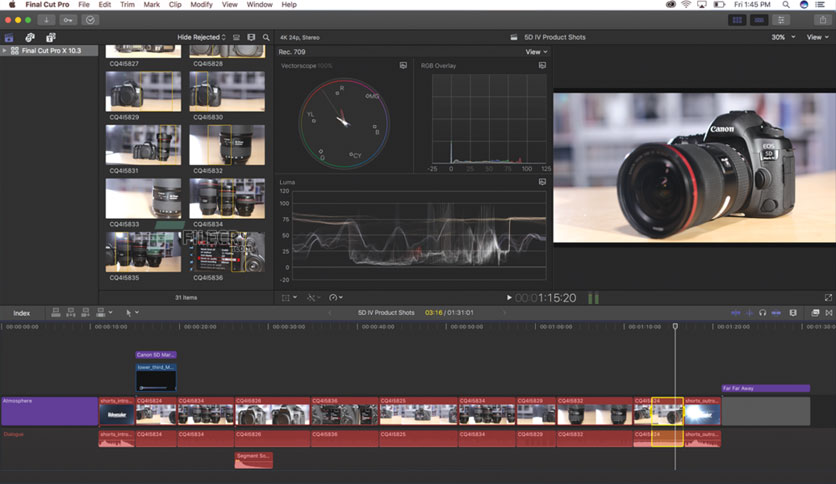 Final Cut Pro File Edit Trim Mark Clip Modify View Window Help Fri 1:45 PM
Hide Rejected 4K 24p, Stereo 5D IV Product Shots 30% View
Final Cut Pro X 10.3
CQ4I5827 CQ4I5828
CQ4I5829 CQ4I5830
CQ4I5831 CQ4I5832
CQ4I5833 CQ4I5834
CQ4I5835 CQ4I5836
31 items
Rec. 709 View
Vectorscope 100% RGB Overlay
R
MG
YL
B
G
CY
-25 0 25 50 75 100 125
Luma
120
100
75
50
25
0
-20
Canon
EOS
5D
1:15:20
Index 5D IV Product Shots 03:16 / 01:31:01
00:00:00:00 00:00:10:00 00:00:20:00 00:00:30:00 00:00:40:00 00:00:50:00 00:01:00:00 00:01:10:00 00:01:20:00
Canon 5D Mar...
lower_third_M...
Far Far Away
Atmosphere shorts_intro... CQ4I5824 CQ4I5834 CQ4I5826 CQ4I5836 CQ4I5825 CQ4I5834 CQ4I5829 CQ4I5832 CQ4I5824 shorts_outro...
Dialogue shorts_intr... CQ4I5824 CQ4I5834 CQ4I5826 CQ4I5836 CQ4I5825 CQ4I5834 CQ4I5829 CQ4I5832 CQ4I5824 shorts_outro...
Segment So...